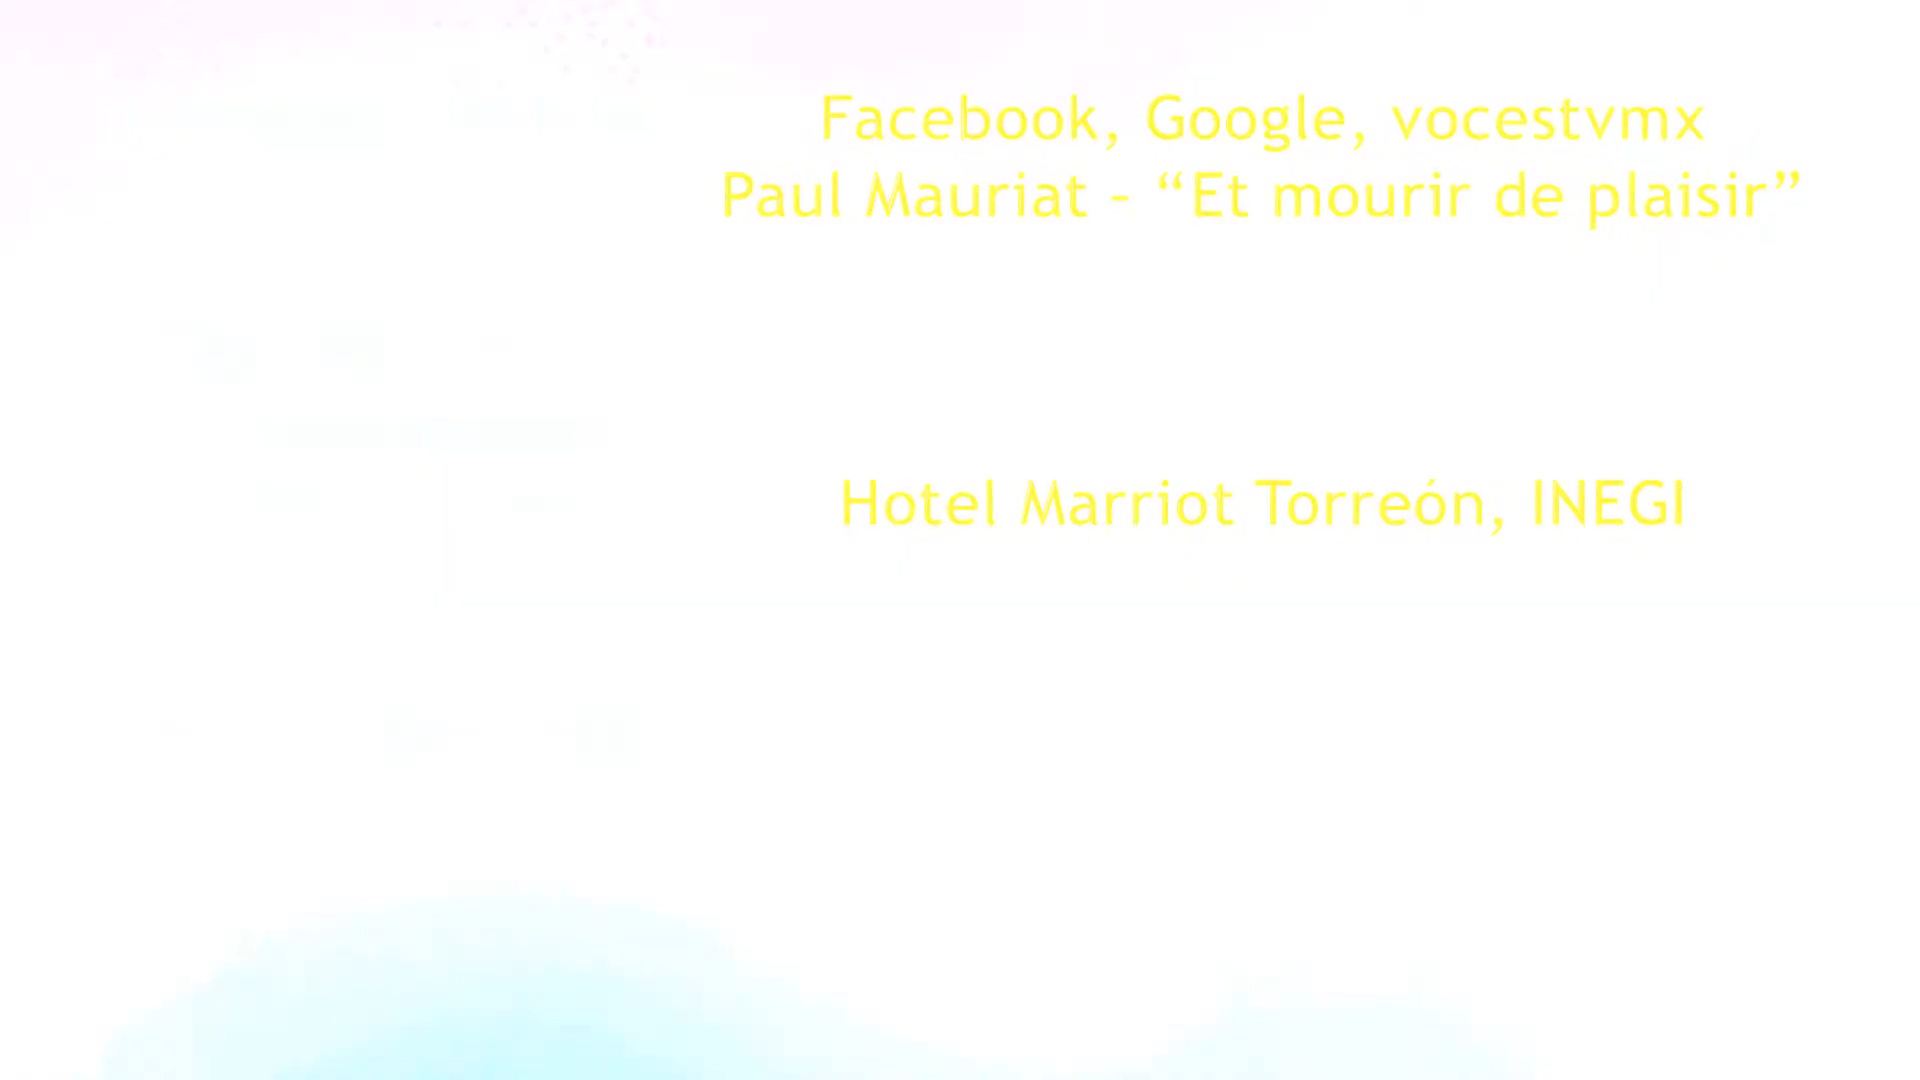 Facebook, Google, vocestvmx
Paul Mauriat – “Et mourir de plaisir”
Hotel Marriot Torreón, INEGI